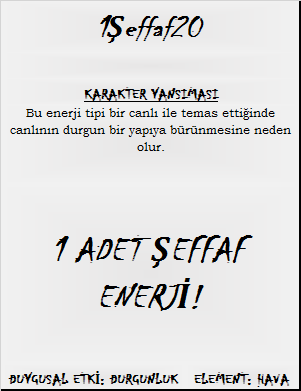 1Şeffaf20
KARAKTER YANSIMASI
Bu enerji tipi bir canlı ile temas ettiğinde
canlının durgun bir yapıya bürünmesine neden
olur.
1 ADET ŞEFFAF
ENERJİ!
DUYGUSAL ETKİ: DURGUNLUK ELEMENT: HAVA